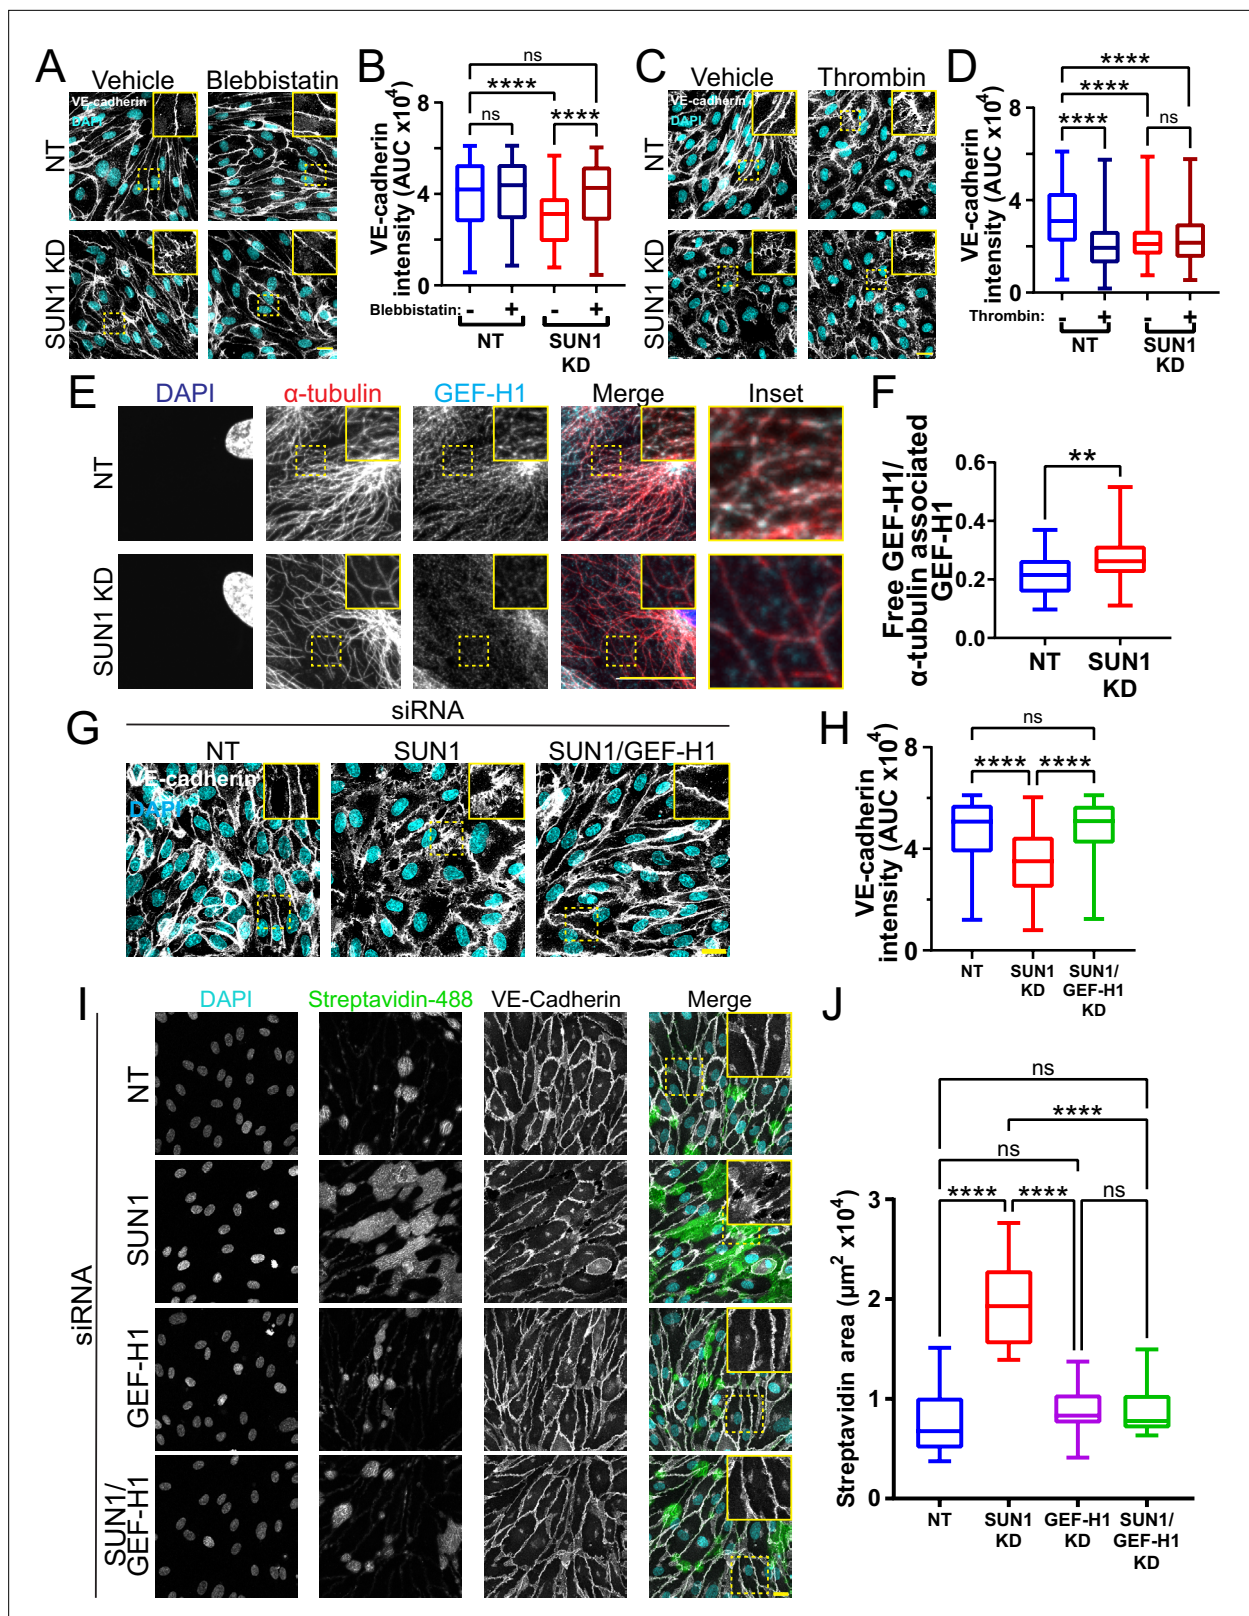 A
Vehicle
Blebbistatin
VE-cadherin
DAPI
NT
SUN1 KD
B
VE-cadherin
intensity (AUC x10⁴)
8
4
0
ns
****
ns
****
Blebbistatin:
-
+
-
+
NT
SUN1
KD
C
Vehicle
Thrombin
VE-cadherin
DAPI
NT
SUN1 KD
D
VE-cadherin
intensity (AUC x10⁴)
8
4
0
****
****
****
ns
Thrombin:
-
+
-
+
NT
SUN1
KD
E
DAPI
α-tubulin
GEF-H1
Merge
Inset
NT
SUN1 KD
F
Free GEF-H1/
α-tubulin associated
GEF-H1
0.6
0.4
0.2
0.0
**
NT
SUN1
KD
G
siRNA
NT
SUN1
SUN1/GEF-H1
VE-cadherin
DAPI
H
VE-cadherin
intensity (AUC x10⁴)
8
4
0
ns
****
****
NT
SUN1
KD
SUN1/
GEF-H1
KD
I
DAPI
Streptavidin-488
VE-Cadherin
Merge
siRNA
NT
SUN1
GEF-H1
SUN1/
GEF-H1
J
Streptavidin area (µm² x10⁴)
3
2
1
0
ns
****
ns
****
****
ns
NT
SUN1
KD
GEF-H1
KD
SUN1/
GEF-H1
KD